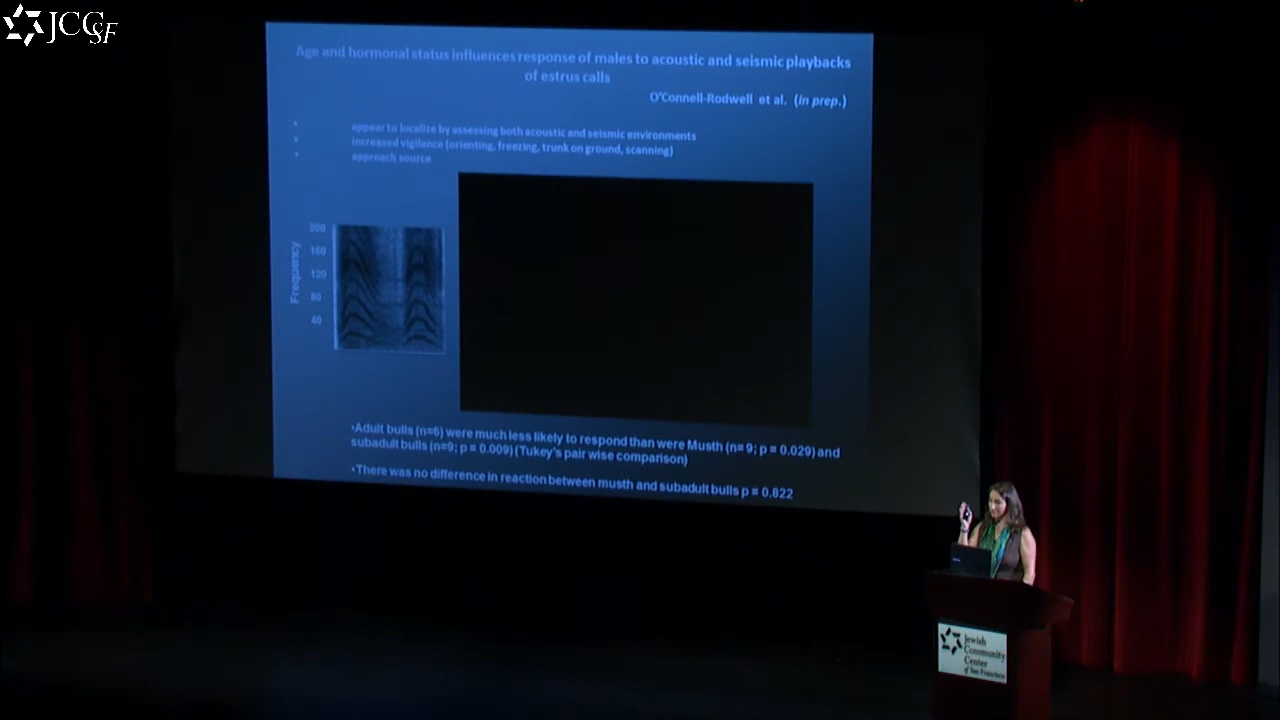 JCCSF
Age and hormonal status influences response of males to acoustic and seismic playbacks
of estrus calls
O'Connell-Rodwell et al. (in prep.)
• appear to localize by assessing both acoustic and seismic environments
• increased vigilance (orienting, freezing, trunk on ground, scanning)
• approach source
Frequency
200
160
120
80
40
•Adult bulls (n=6) were much less likely to respond than were Musth (n= 9; p = 0.029) and
subadult bulls (n=9; p = 0.009) (Tukey's pair wise comparison)
•There was no difference in reaction between musth and subadult bulls p = 0.822
Jewish
Community
Center
of San Francisco